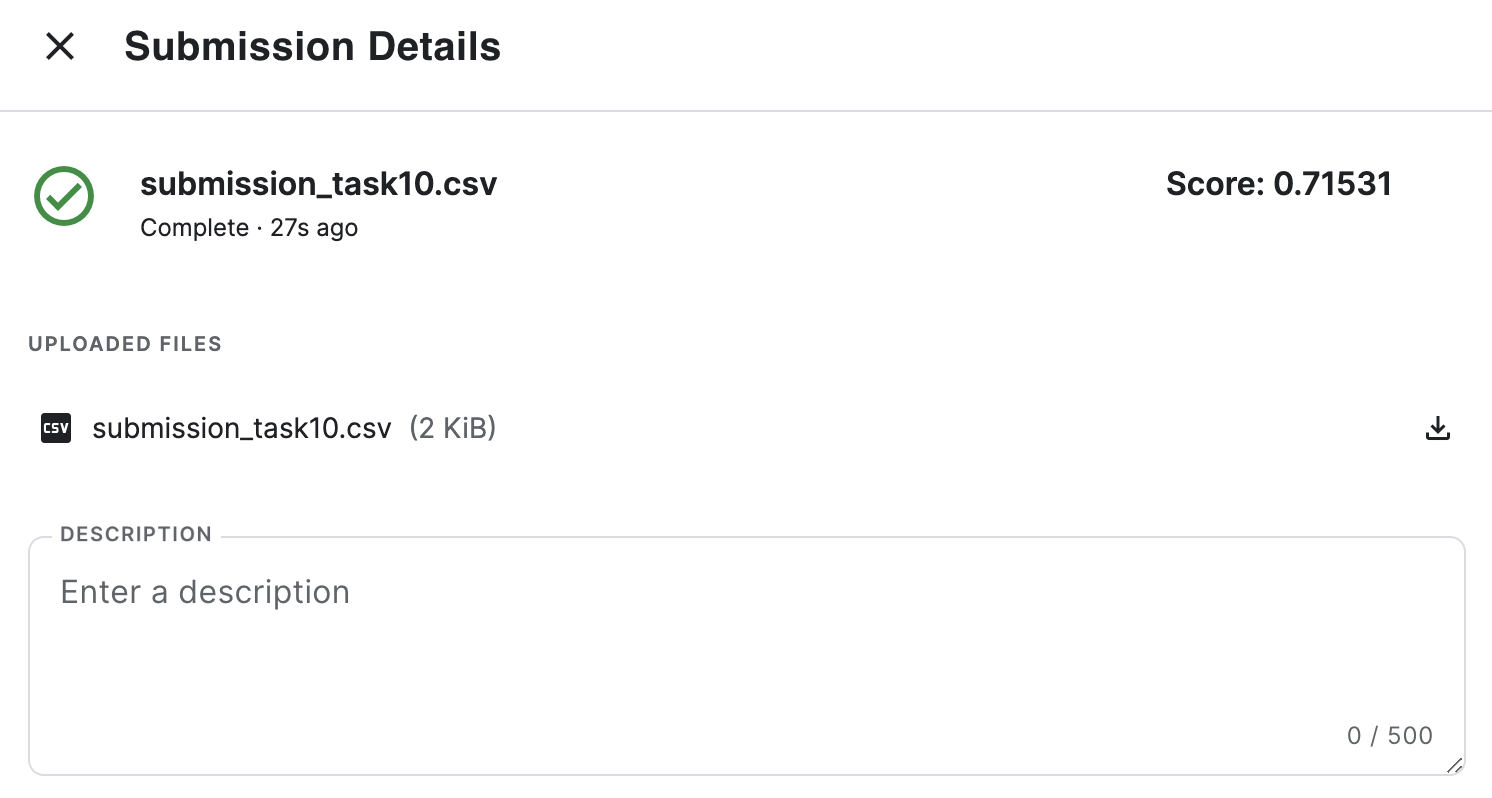 Submission Details
submission_task10.csv
Score: 0.71531
Complete · 27s ago
UPLOADED FILES
CSV submission_task10.csv (2 KiB)
DESCRIPTION
Enter a description
0 / 500